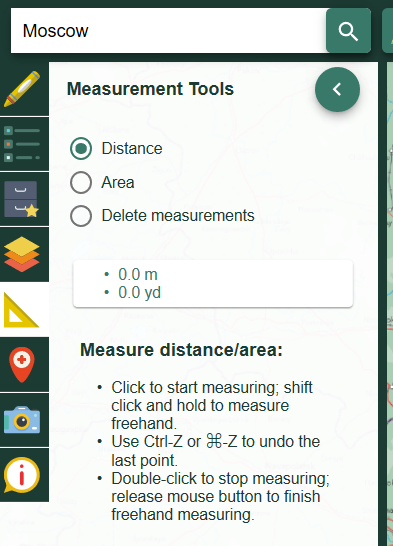 Moscow
Measurement Tools
Distance
Area
Delete measurements
• 0.0 m
• 0.0 yd
Measure distance/area:
• Click to start measuring; shift
click and hold to measure
freehand.
• Use Ctrl-Z or ⌘-Z to undo the
last point.
• Double-click to stop measuring;
release mouse button to finish
freehand measuring.